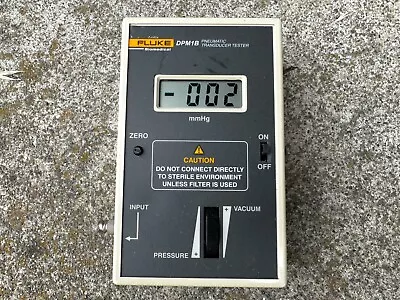 FLUKE
Biomedical
DPM1B
PNEUMATIC
TRANSDUCER TESTER
- 002
mmHg
ZERO
ON
OFF
CAUTION
DO NOT CONNECT DIRECTLY
TO STERILE ENVIRONMENT
UNLESS FILTER IS USED
INPUT
VACUUM
PRESSURE